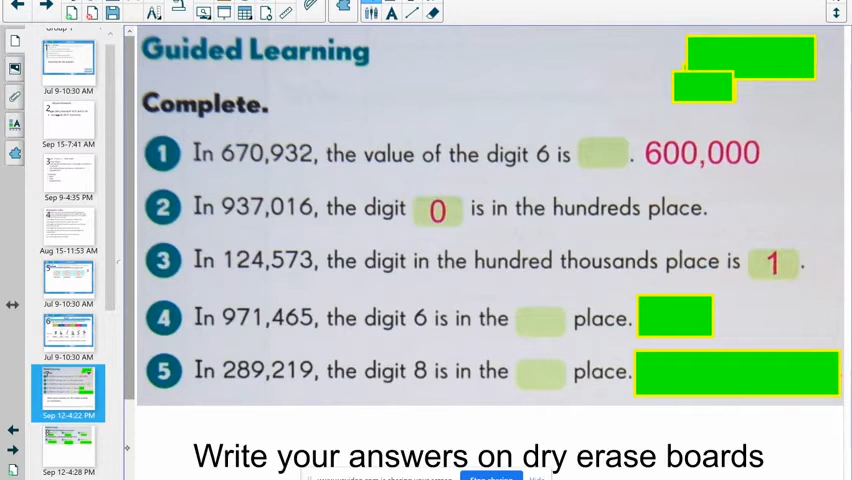 Group 1
Jul 9-10:30 AM
Sep 15-7:41 AM
Sep 9-4:35 PM
Aug 15-11:53 AM
Jul 9-10:30 AM
Jul 9-10:30 AM
Sep 12-4:22 PM
Sep 12-4:28 PM
Guided Learning
Complete.
1 In 670,932, the value of the digit 6 is . 600,000
2 In 937,016, the digit 0 is in the hundreds place.
3 In 124,573, the digit in the hundred thousands place is 1 .
4 In 971,465, the digit 6 is in the place.
5 In 289,219, the digit 8 is in the place.
Write your answers on dry erase boards
Stop sharing
Hide